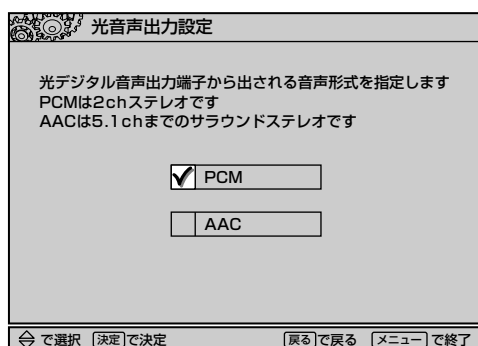 光音声出力設定
光デジタル音声出力端子から出される音声形式を指定します
PCMは2chステレオです
AACは5.1chまでのサラウンドステレオです
PCM
AAC
で選択 決定で決定 戻るで戻る メニューで終了